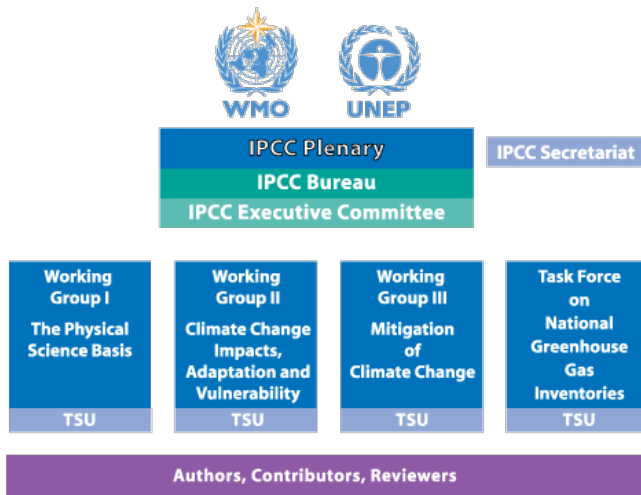 WMO
UNEP
IPCC Plenary
IPCC Secretariat
IPCC Bureau
IPCC Executive Committee
Working
Group I
The Physical
Science Basis
TSU
Working
Group II
Climate Change
Impacts,
Adaptation and
Vulnerability
TSU
Working
Group III
Mitigation
of
Climate Change
TSU
Task Force
on
National
Greenhouse
Gas
Inventories
TSU
Authors, Contributors, Reviewers